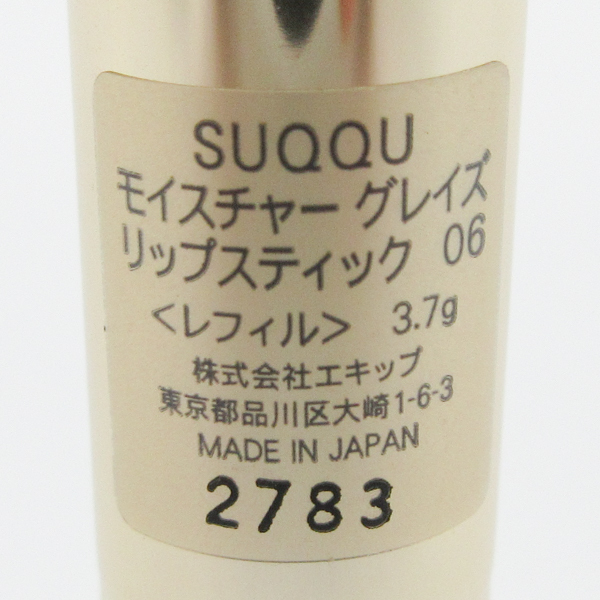 SUQQU
モイスチャー グレイズ
リップスティック 06
<レフィル> 3.7g
株式会社エキップ
東京都品川区大崎1-6-3
MADE IN JAPAN
2783